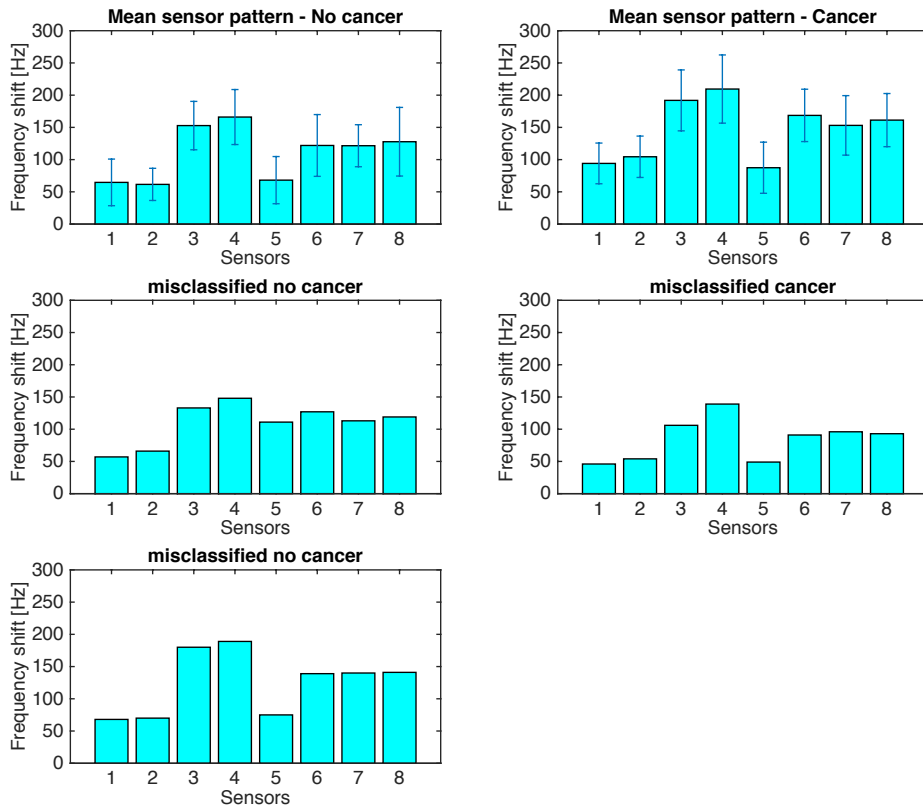 Mean sensor pattern - No cancer
300
250
200
150
100
50
0
Frequency shift [Hz]
1 2 3 4 5 6 7 8
Sensors
Mean sensor pattern - Cancer
300
250
200
150
100
50
0
Frequency shift [Hz]
1 2 3 4 5 6 7 8
Sensors
misclassified no cancer
300
250
200
150
100
50
0
Frequency shift [Hz]
1 2 3 4 5 6 7 8
Sensors
misclassified cancer
300
250
200
150
100
50
0
Frequency shift [Hz]
1 2 3 4 5 6 7 8
Sensors
misclassified no cancer
300
250
200
150
100
50
0
Frequency shift [Hz]
1 2 3 4 5 6 7 8
Sensors